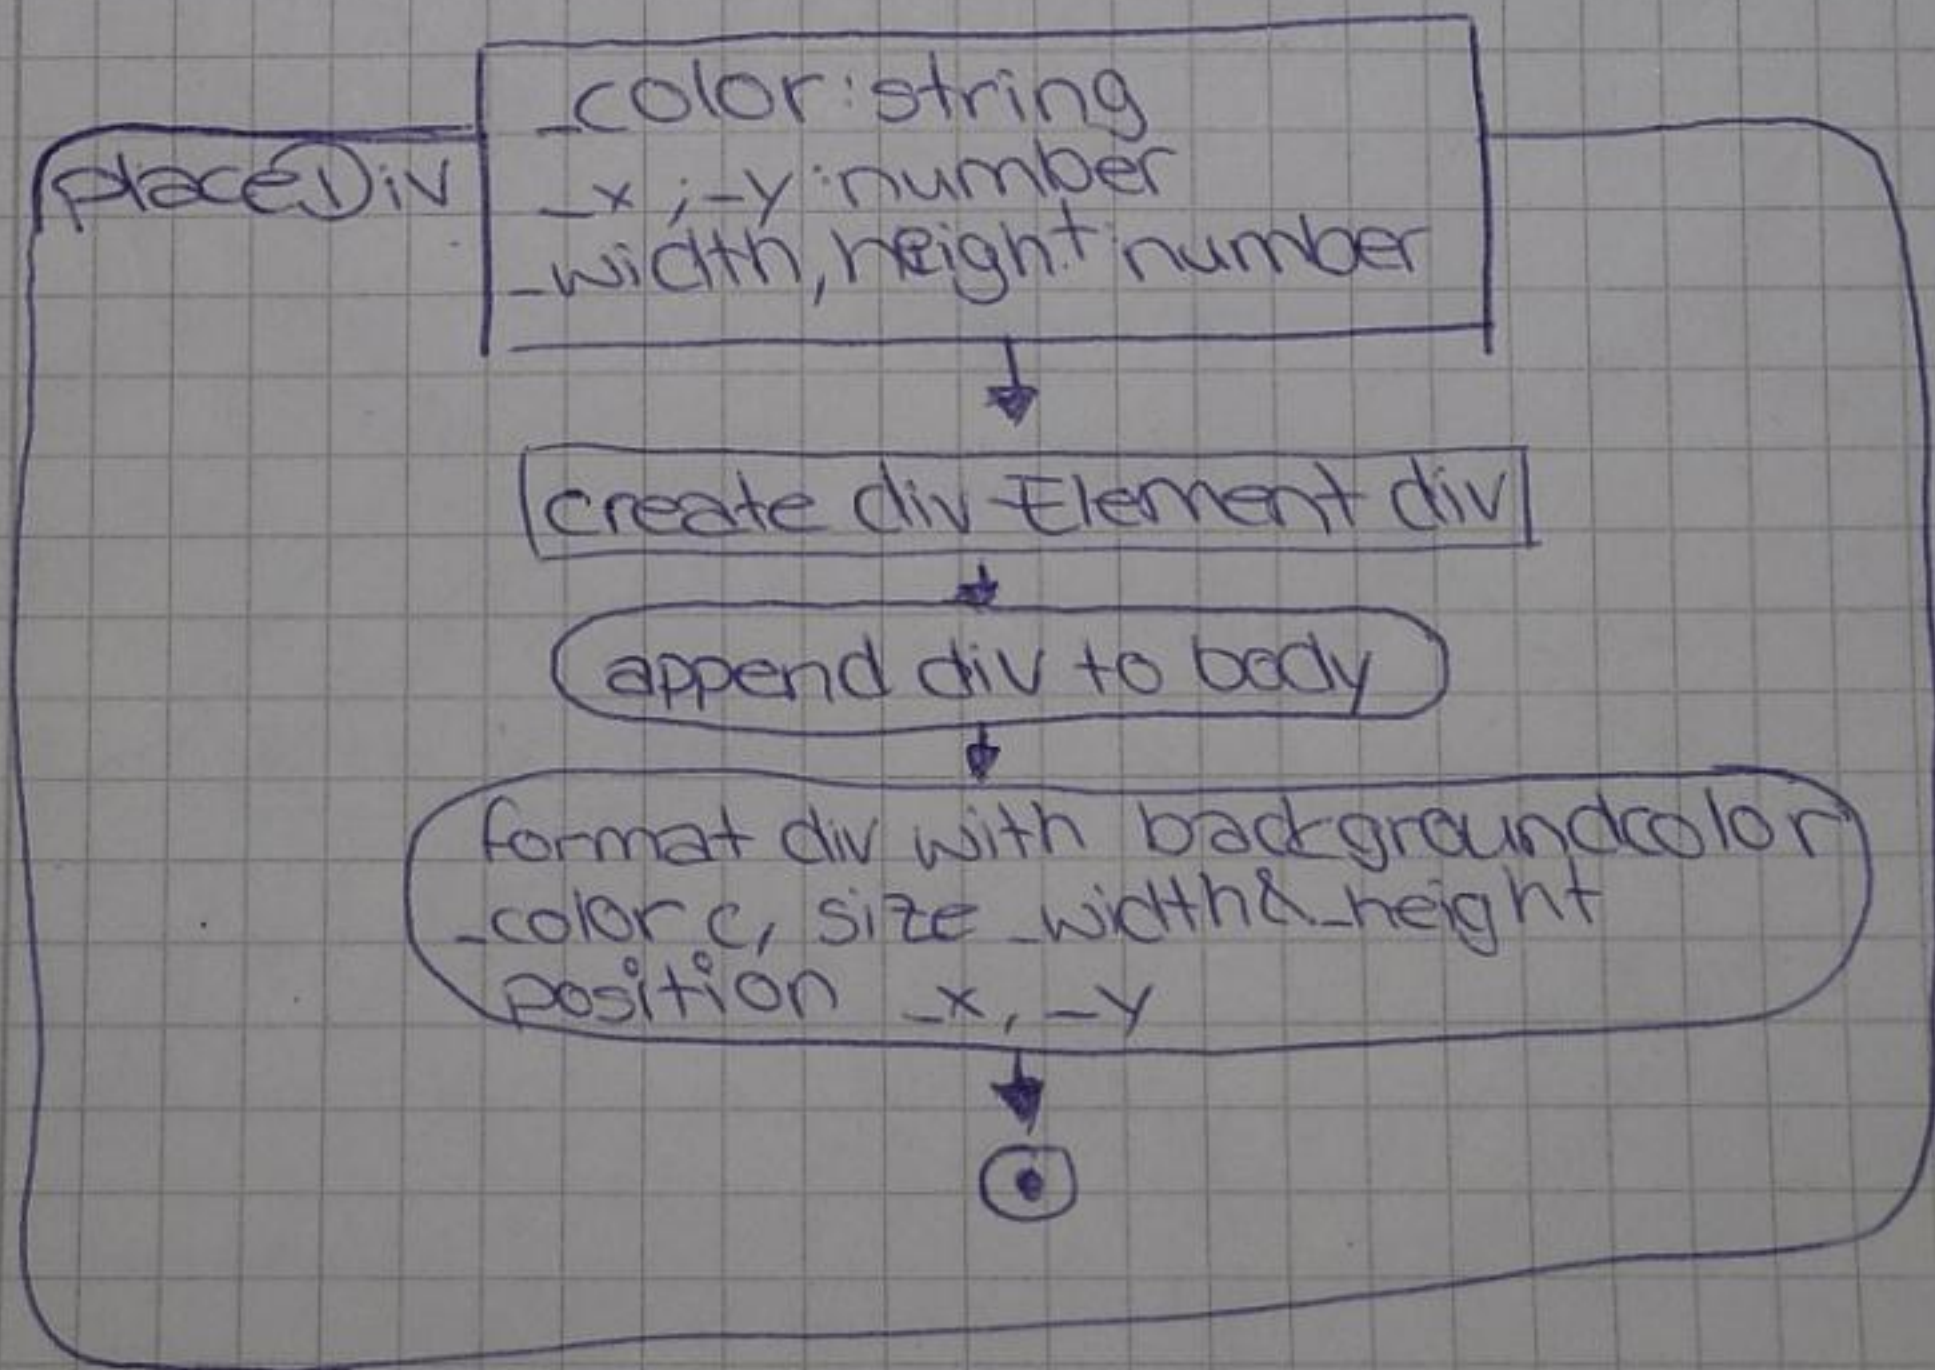 placeDiv
_color: string
_x ; _y : number
_width, height : number
create div Element div
append div to body
format div with backgroundcolor
_color c, size _width & _height
position _x, _y